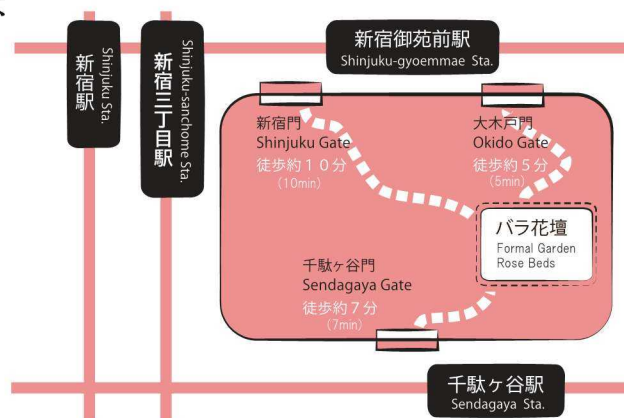 新宿駅
Shinjuku Sta.
新宿三丁目駅
Shinjuku-sanchome Sta.
新宿御苑前駅
Shinjuku-gyoemmae Sta.
新宿門
Shinjuku Gate
徒歩約10分
(10min)
大木戸門
Okido Gate
徒歩約5分
(5min)
バラ花壇
Formal Garden
Rose Beds
千駄ヶ谷門
Sendagaya Gate
徒歩約7分
(7min)
千駄ヶ谷駅
Sendagaya Sta.